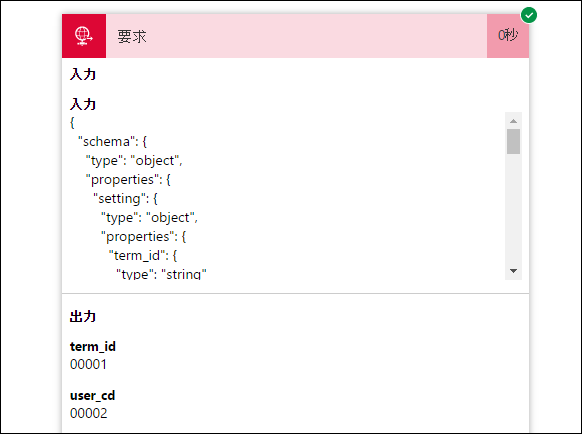 要求
0秒
入力
入力
{
"schema": {
"type": "object",
"properties": {
"setting": {
"type": "object",
"properties": {
"term_id": {
"type": "string"
出力
term_id
00001
user_cd
00002